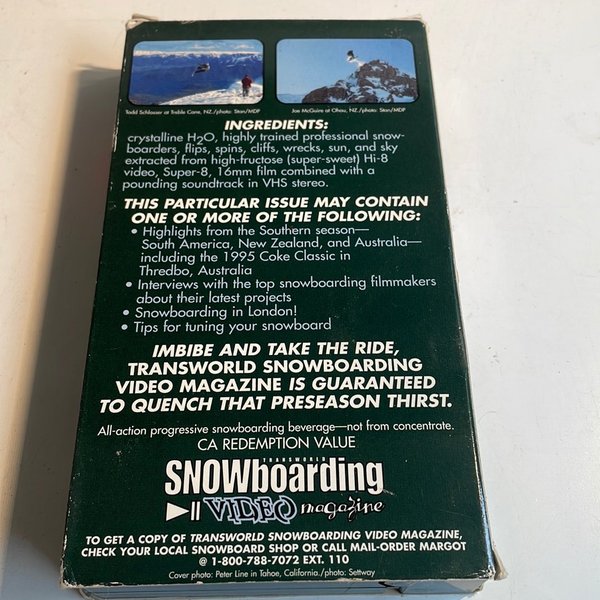 Todd Schlosser at Treble Cone, NZ./photo: Stan/MDP
Joe McGuire at Ohau, NZ./photo: Stan/MDP
INGREDIENTS:
crystalline H2O, highly trained professional snow-
boarders, flips, spins, cliffs, wrecks, sun, and sky
extracted from high-fructose (super-sweet) Hi-8
video, Super-8, 16mm film combined with a
pounding soundtrack in VHS stereo.
THIS PARTICULAR ISSUE MAY CONTAIN
ONE OR MORE OF THE FOLLOWING:
• Highlights from the Southern season—
South America, New Zealand, and Australia—
including the 1995 Coke Classic in
Thredbo, Australia
• Interviews with the top snowboarding filmmakers
about their latest projects
• Snowboarding in London!
• Tips for tuning your snowboard
IMBIBE AND TAKE THE RIDE,
TRANSWORLD SNOWBOARDING
VIDEO MAGAZINE IS GUARANTEED
TO QUENCH THAT PRESEASON THIRST.
All-action progressive snowboarding beverage—not from concentrate.
CA REDEMPTION VALUE
TRANSWORLD
SNOWboarding
VIDEO magazine
TO GET A COPY OF TRANSWORLD SNOWBOARDING VIDEO MAGAZINE,
CHECK YOUR LOCAL SNOWBOARD SHOP OR CALL MAIL-ORDER MARGOT
@ 1-800-788-7072 EXT. 110
Cover photo: Peter Line in Tahoe, California./photo: Settway